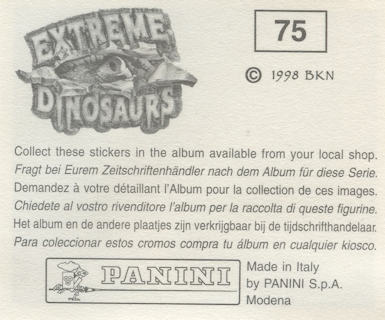 EXTREME
DINOSAURS
75
© 1998 BKN
Collect these stickers in the album available from your local shop.
Fragt bei Eurem Zeitschriftenhändler nach dem Album für diese Serie.
Demandez à votre détaillant l'Album pour la collection de ces images.
Chiedete al vostro rivenditore l'album per la raccolta di queste figurine.
Het album en de andere plaatjes zijn verkrijgbaar bij de tijdschrifthandelaar.
Para coleccionar estos cromos compra tu álbum en cualquier kiosco.
PANINI
Made in Italy
by PANINI S.p.A.
Modena